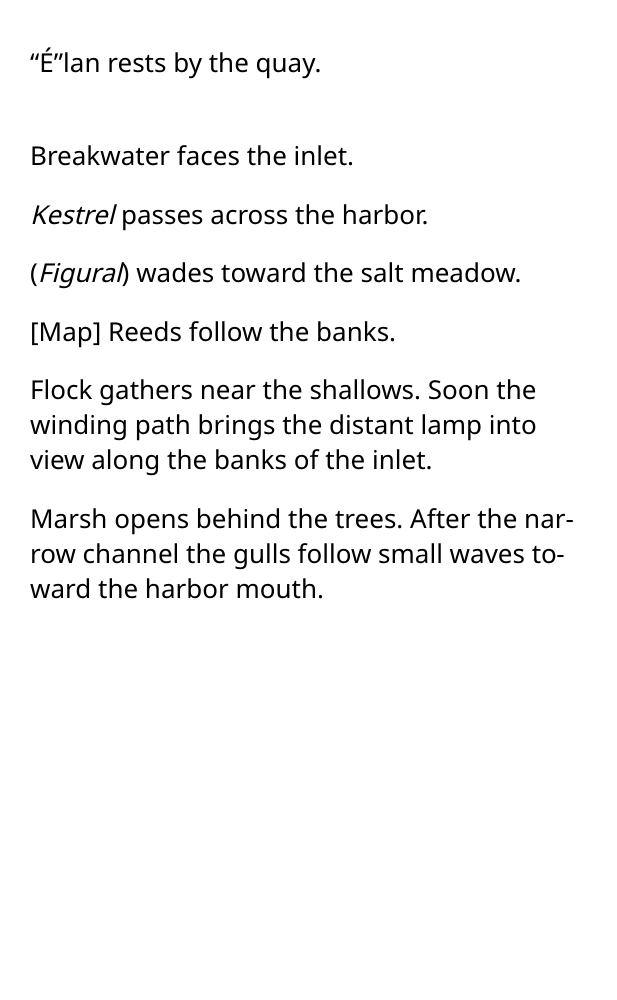 “É”lan rests by the quay.
Breakwater faces the inlet.
Kestrel passes across the harbor.
(Figural) wades toward the salt meadow.
[Map] Reeds follow the banks.
Flock gathers near the shallows. Soon the
winding path brings the distant lamp into
view along the banks of the inlet.
Marsh opens behind the trees. After the nar-
row channel the gulls follow small waves to-
ward the harbor mouth.